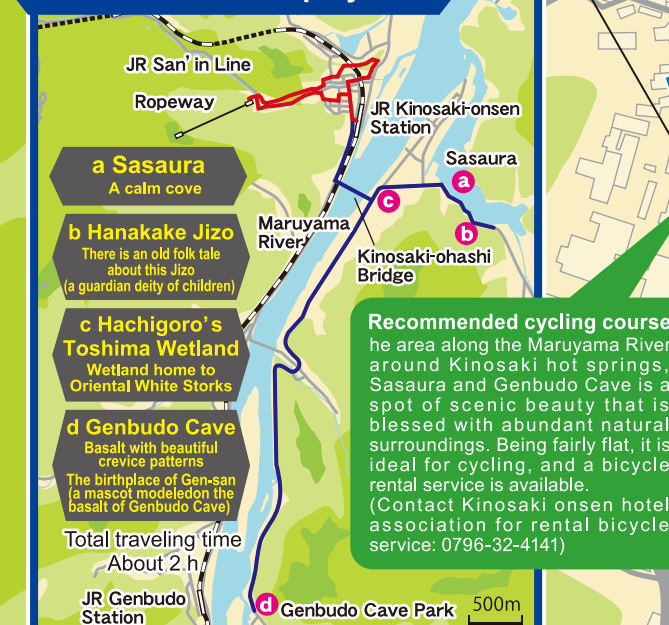 JR San' in Line
Ropeway
JR Kinosaki-onsen
Station
Sasaura
a
c
b
Maruyama
River
Kinosaki-ohashi
Bridge
a Sasaura
A calm cove
b Hanakake Jizo
There is an old folk tale
about this Jizo
(a guardian deity of children)
c Hachigoro's
Toshima Wetland
Wetland home to
Oriental White Storks
d Genbudo Cave
Basalt with beautiful
crevice patterns
The birthplace of Gen-san
(a mascot modeledon the
basalt of Genbudo Cave)
Total traveling time
About 2 h
JR Genbudo
Station
d Genbudo Cave Park
500m
Recommended cycling course
he area along the Maruyama River
around Kinosaki hot springs,
Sasaura and Genbudo Cave is a
spot of scenic beauty that is
blessed with abundant natural
surroundings. Being fairly flat, it is
ideal for cycling, and a bicycle
rental service is available.
(Contact Kinosaki onsen hotel
association for rental bicycle
service: 0796-32-4141)